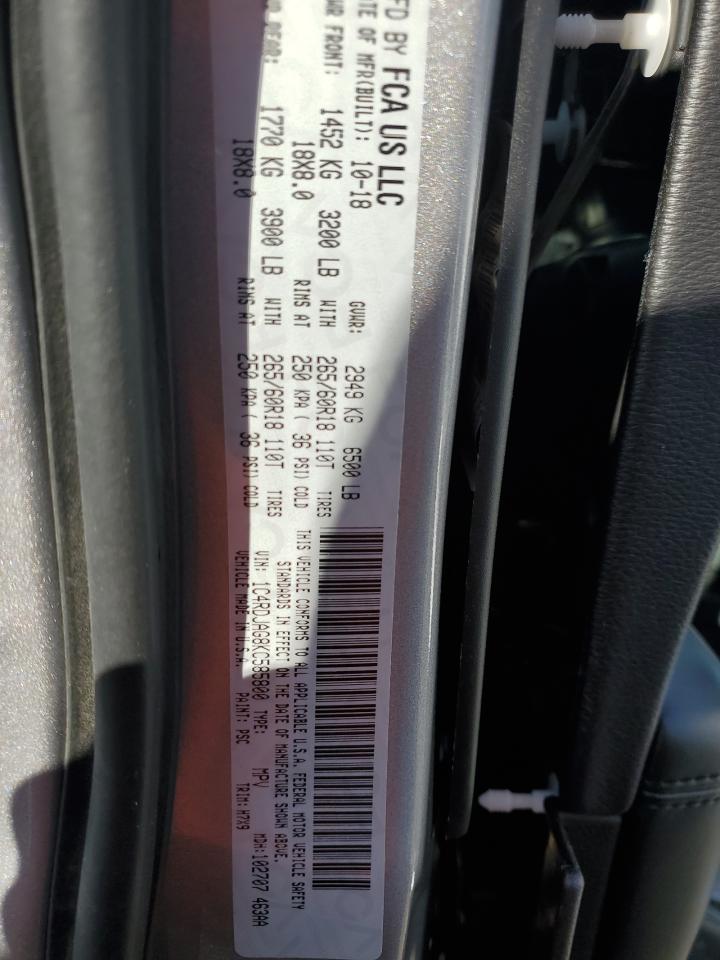 MFD BY FCA US LLC
DATE OF MFR(BUILT): 10-18 GVWR: 2949 KG 6500 LB
FRONT: 1452 KG 3200 LB WITH 265/60R18 110T TIRES
18X8.0 RIMS AT 250 KPA ( 36 PSI) COLD
REAR: 1770 KG 3900 LB WITH 265/60R18 110T TIRES
18X8.0 RIMS AT 250 KPA ( 36 PSI) COLD
THIS VEHICLE CONFORMS TO ALL APPLICABLE U.S.A. FEDERAL MOTOR VEHICLE SAFETY
STANDARDS IN EFFECT ON THE DATE OF MANUFACTURE SHOWN ABOVE.
VIN: 1C4RDJAG8KC585800 TYPE: MPV MDH:102707 463AA
VEHICLE MADE IN U.S.A. PAINT: PSC TRIM:H7X9